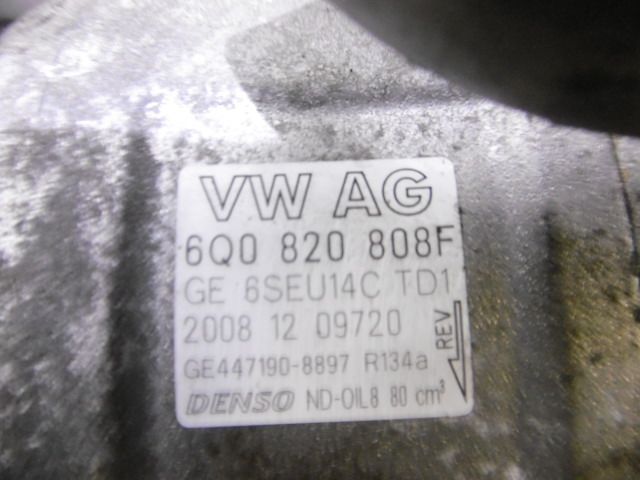 VW AG
6Q0 820 808F
GE 6SEU14C TD1
2008 12 09720
GE447190-8897 R134a
REV
DENSO ND-OIL8 80 cm³